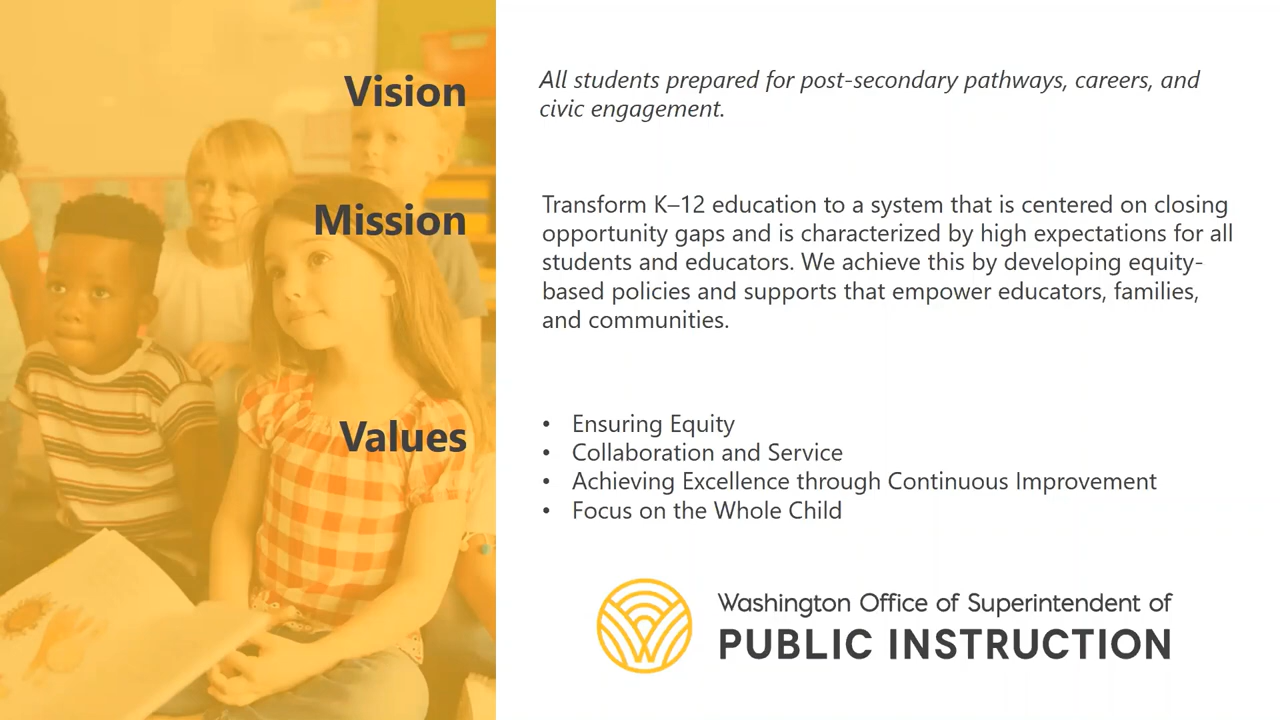 Vision
All students prepared for post-secondary pathways, careers, and
civic engagement.
Mission
Transform K–12 education to a system that is centered on closing
opportunity gaps and is characterized by high expectations for all
students and educators. We achieve this by developing equity-
based policies and supports that empower educators, families,
and communities.
Values
• Ensuring Equity
• Collaboration and Service
• Achieving Excellence through Continuous Improvement
• Focus on the Whole Child
Washington Office of Superintendent of
PUBLIC INSTRUCTION